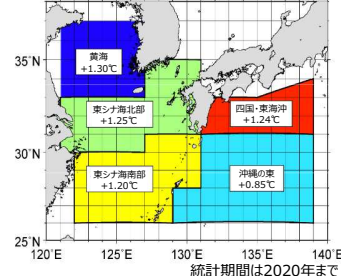 35˚N
30˚N
25˚N
黄海
+1.30℃
東シナ海北部
+1.25℃
四国・東海沖
+1.24℃
東シナ海南部
+1.20℃
沖縄の東
+0.85℃
120˚E
125˚E
130˚E
135˚E
140˚E
統計期間は2020年まで